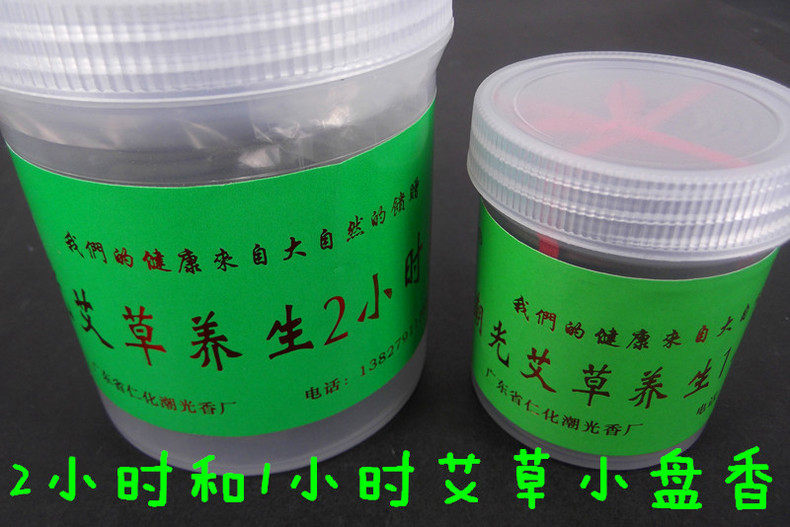 我們的健康来自大自然的馈赠
艾草养生2小时
广东省仁化潮光香厂
电话：1382791
我們的健康来自大自
潮光艾草养生1
广东省仁化潮光香厂
电
2小时和1小时艾草小盘香